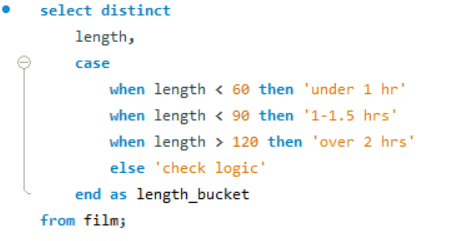 select distinct
length,
case
when length < 60 then 'under 1 hr'
when length < 90 then '1-1.5 hrs'
when length > 120 then 'over 2 hrs'
else 'check logic'
end as length_bucket
from film;